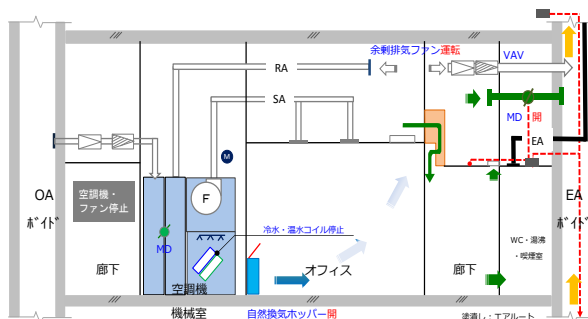 余剰排気ファン運転
VAV
RA
SA
MD 開
EA
M
OA
ﾎﾞｲﾄﾞ
空調機・
ファン停止
F
MD
冷水・温水コイル停止
EA
ﾎﾞｲﾄﾞ
WC・湯沸
・喫煙室
廊下
空調機
オフィス
廊下
機械室
自然換気ホッパー開
塗潰し：エアルート